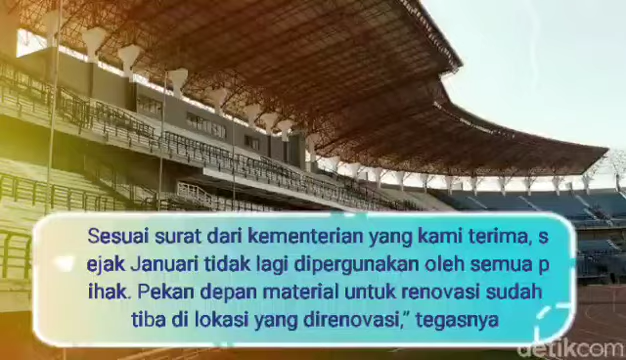 Sesuai surat dari kementerian yang kami terima, s
ejak Januari tidak lagi dipergunakan oleh semua p
ihak. Pekan depan material untuk renovasi sudah
tiba di lokasi yang direnovasi,” tegasnya
detikcom